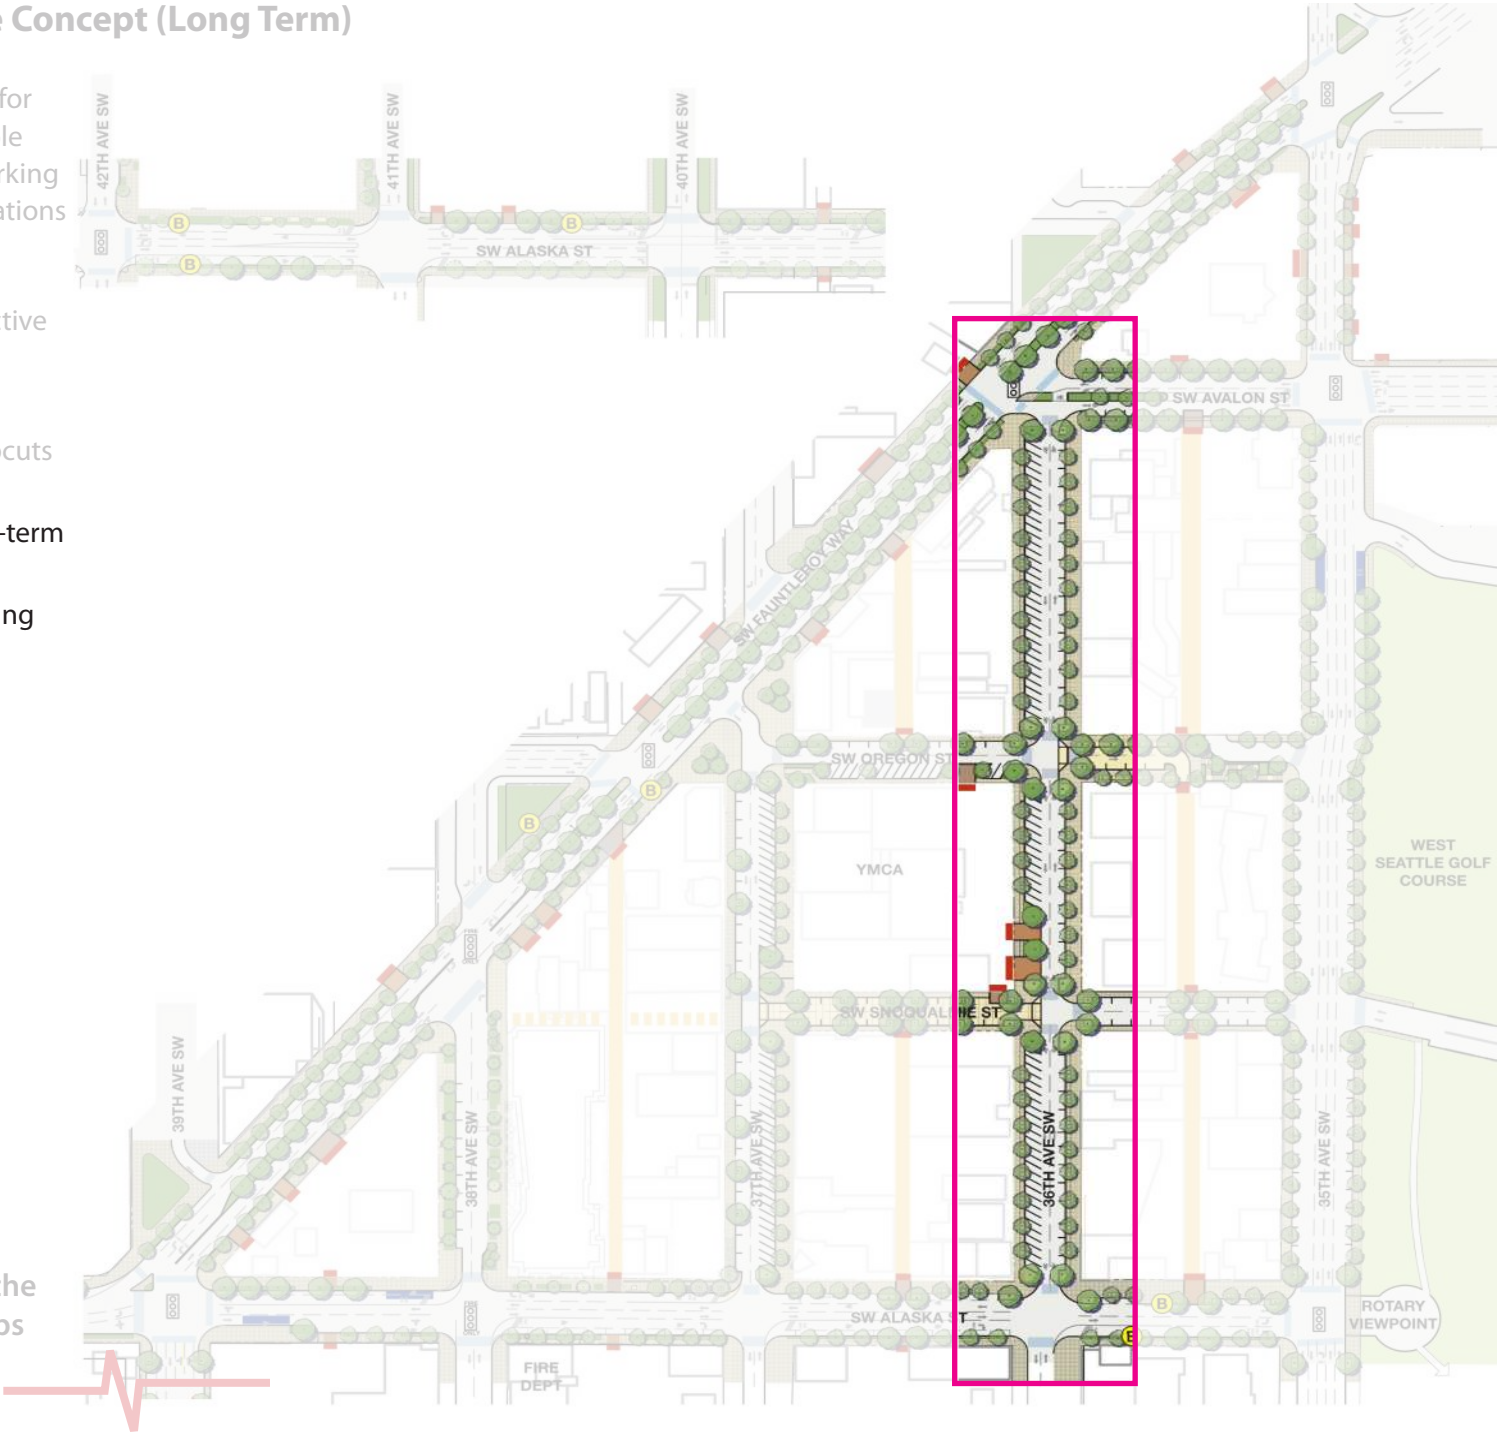 e Concept (Long Term)
for
le
rking
ations
ctive
cuts
-term
ng
the
ps
42TH AVE SW
41TH AVE SW
40TH AVE SW
B
B
B
SW ALASKA ST
SW AVALON ST
SW FAUNTLEROY WAY
SW OREGON ST
B
B
YMCA
WEST
SEATTLE GOLF
COURSE
SW SNOQUALMIE ST
39TH AVE SW
38TH AVE SW
37TH AVE SW
36TH AVE SW
35TH AVE SW
SW ALASKA ST
B
B
ROTARY
VIEWPOINT
FIRE
DEPT